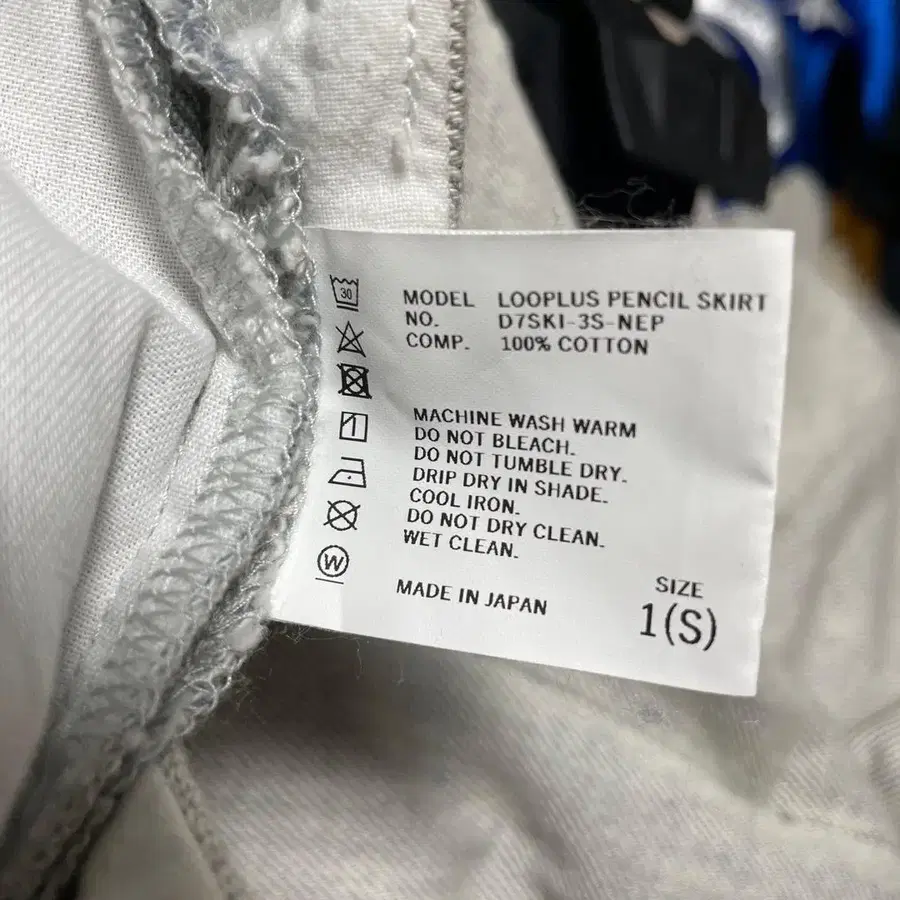 30
MODEL LOOPLUS PENCIL SKIRT
NO. D7SKI-3S-NEP
COMP. 100% COTTON
MACHINE WASH WARM
DO NOT BLEACH.
DO NOT TUMBLE DRY.
DRIP DRY IN SHADE.
COOL IRON.
DO NOT DRY CLEAN.
WET CLEAN.
W
MADE IN JAPAN
SIZE
1(S)